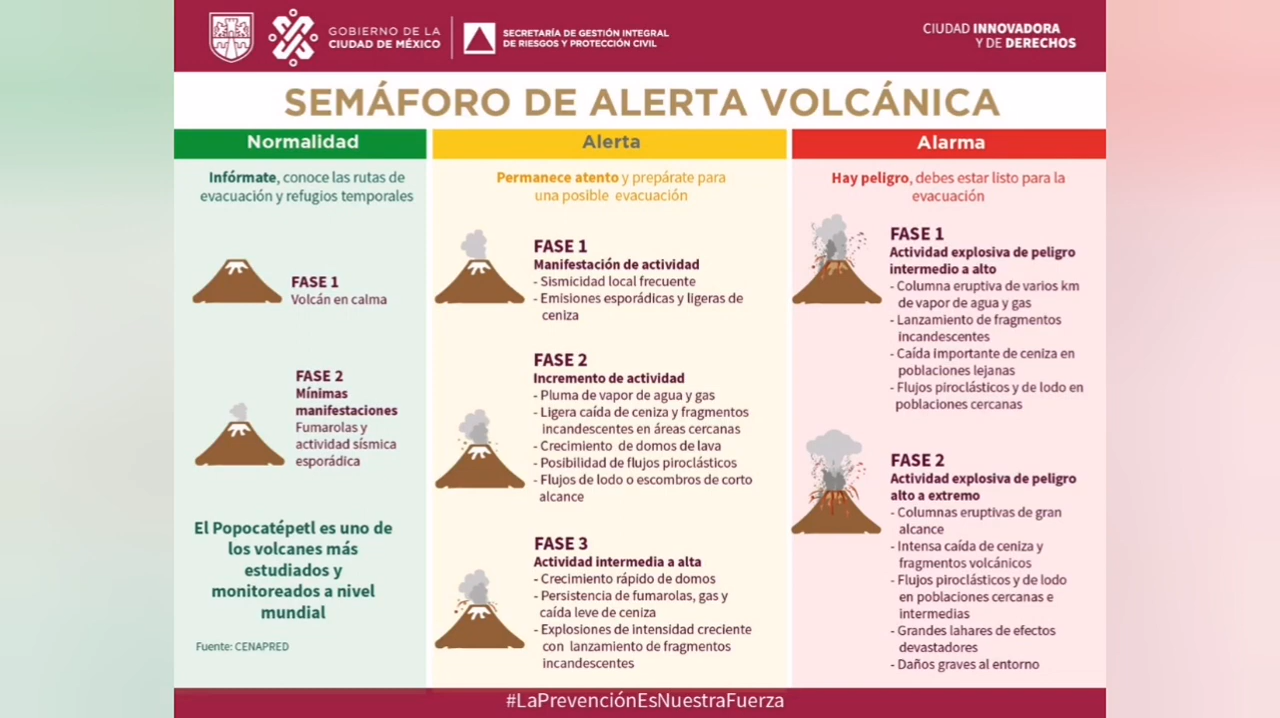 GOBIERNO DE LA
CIUDAD DE MÉXICO
SECRETARÍA DE GESTIÓN INTEGRAL
DE RIESGOS Y PROTECCIÓN CIVIL
CIUDAD INNOVADORA
Y DE DERECHOS
SEMÁFORO DE ALERTA VOLCÁNICA
Normalidad
Infórmate, conoce las rutas de
evacuación y refugios temporales
FASE 1
Volcán en calma
FASE 2
Mínimas
manifestaciones
Fumarolas y
actividad sísmica
esporádica
El Popocatépetl es uno de
los volcanes más
estudiados y
monitoreados a nivel
mundial
Fuente: CENAPRED
Alerta
Permanece atento y prepárate para
una posible evacuación
FASE 1
Manifestación de actividad
- Sismicidad local frecuente
- Emisiones esporádicas y ligeras de
ceniza
FASE 2
Incremento de actividad
- Pluma de vapor de agua y gas
- Ligera caída de ceniza y fragmentos
incandescentes en áreas cercanas
- Crecimiento de domos de lava
- Posibilidad de flujos piroclásticos
- Flujos de lodo o escombros de corto
alcance
FASE 3
Actividad intermedia a alta
- Crecimiento rápido de domos
- Persistencia de fumarolas, gas y
caída leve de ceniza
- Explosiones de intensidad creciente
con lanzamiento de fragmentos
incandescentes
Alarma
Hay peligro, debes estar listo para la
evacuación
FASE 1
Actividad explosiva de peligro
intermedio a alto
- Columna eruptiva de varios km
de vapor de agua y gas
- Lanzamiento de fragmentos
incandescentes
- Caída importante de ceniza en
poblaciones lejanas
- Flujos piroclásticos y de lodo en
poblaciones cercanas
FASE 2
Actividad explosiva de peligro
alto a extremo
- Columnas eruptivas de gran
alcance
- Intensa caída de ceniza y
fragmentos volcánicos
- Flujos piroclásticos y de lodo
en poblaciones cercanas e
intermedias
- Grandes lahares de efectos
devastadores
- Daños graves al entorno
#LaPrevenciónEsNuestraFuerza